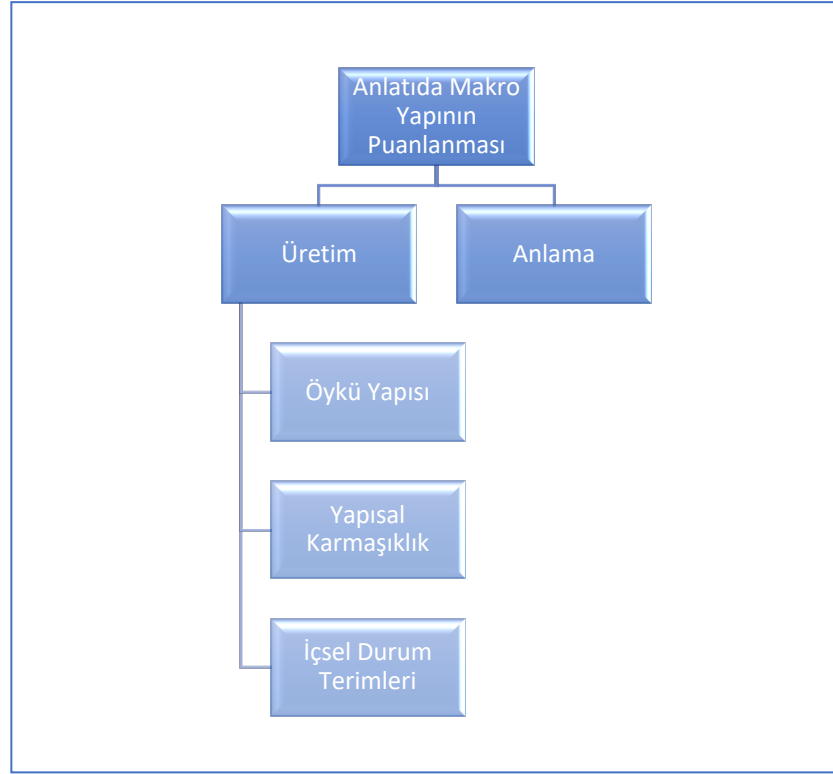 Anlatıda Makro
Yapının
Puanlanması
Üretim
Anlama
Öykü Yapısı
Yapısal
Karmaşıklık
İçsel Durum
Terimleri